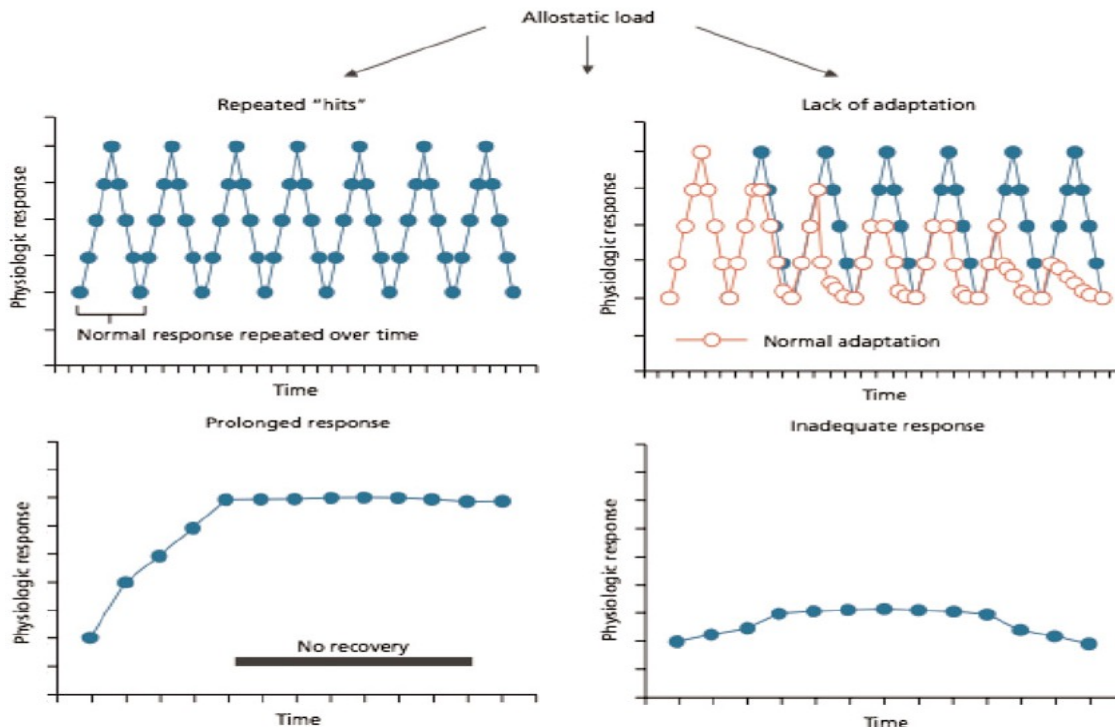 Allostatic load
Repeated “hits”
Physiologic response
Normal response repeated over time
Time
Lack of adaptation
Physiologic response
Normal adaptation
Time
Prolonged response
Physiologic response
No recovery
Time
Inadequate response
Physiologic response
Time